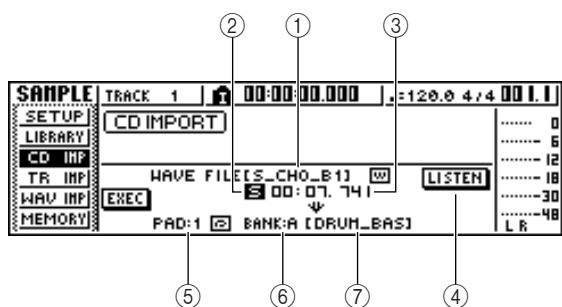 ② ① ③
SAMPLE TRACK 1 00:00:00.000 ♩=120.0 4/4 001.1
SETUP
LIBRARY
CD IMP
TR IMP
WAV IMP
MEMORY
CD IMPORT
WAVE FILE[S_CHO_B1] W LISTEN
S 00:07.741
EXEC
PAD:1 BANK:A [DRUM_BAS]
0
6
12
18
30
48
L R
⑤ ⑥ ⑦ ④